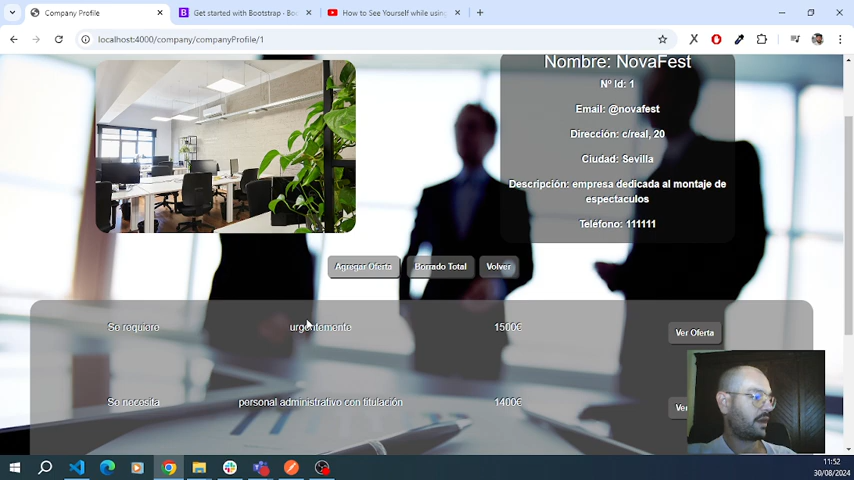 Company Profile
Get started with Bootstrap · Boo
How to See Yourself while using
localhost:4000/company/companyProfile/1
Nombre: NovaFest
Nº Id: 1
Email: @novafest
Dirección: c/real, 20
Ciudad: Sevilla
Descripción: empresa dedicada al montaje de
espectaculos
Teléfono: 111111
Agregar Oferta
Borrado Total
Volver
Se requiere
urgentemente
1500€
Ver Oferta
Se necesita
personal administrativo con titulación
1400€
Ver
11:52
30/08/2024